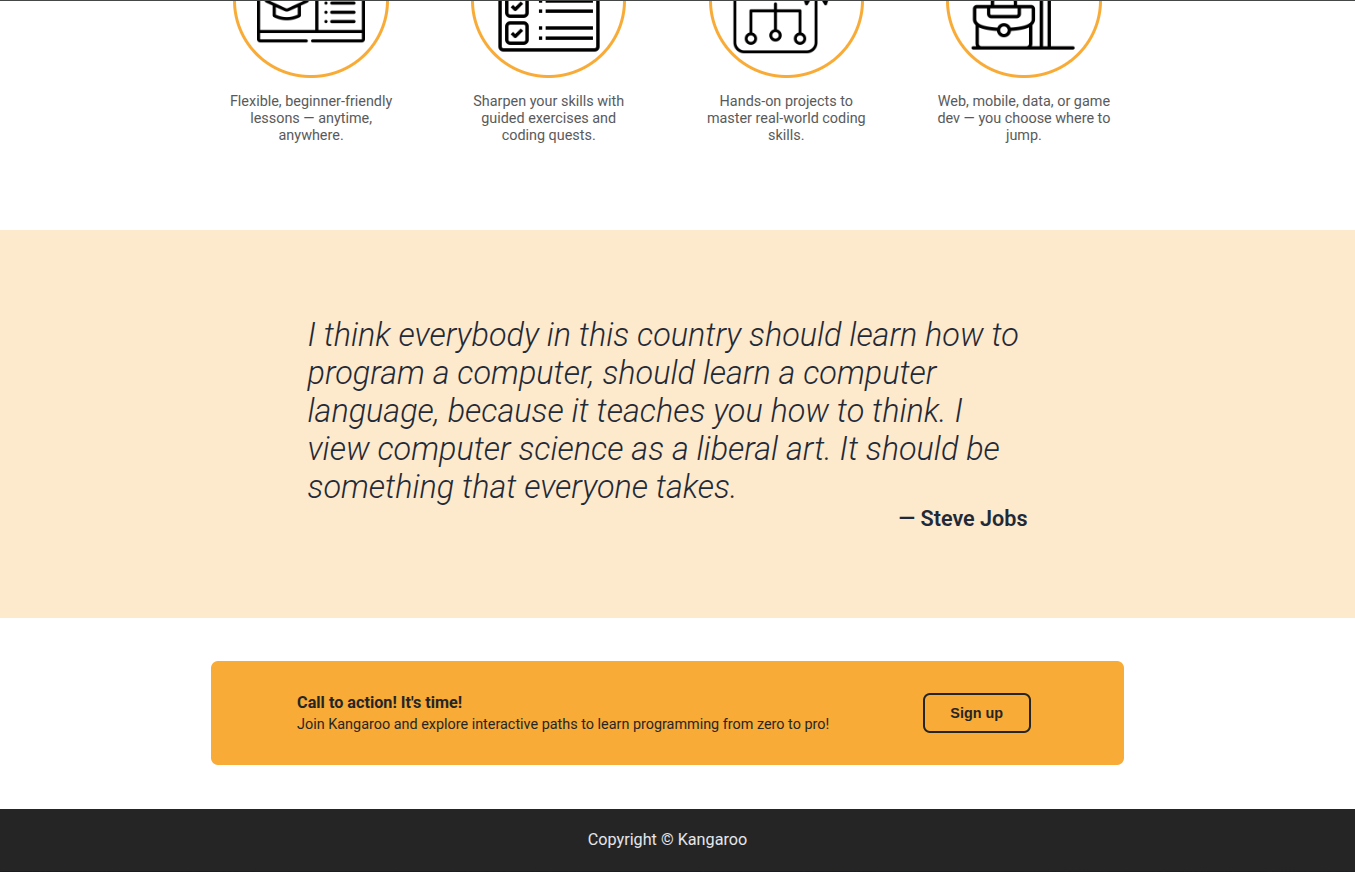 Flexible, beginner-friendly
lessons — anytime,
anywhere.
Sharpen your skills with
guided exercises and
coding quests.
Hands-on projects to
master real-world coding
skills.
Web, mobile, data, or game
dev — you choose where to
jump.
I think everybody in this country should learn how to
program a computer, should learn a computer
language, because it teaches you how to think. I
view computer science as a liberal art. It should be
something that everyone takes.
— Steve Jobs
Call to action! It's time!
Join Kangaroo and explore interactive paths to learn programming from zero to pro!
Sign up
Copyright © Kangaroo